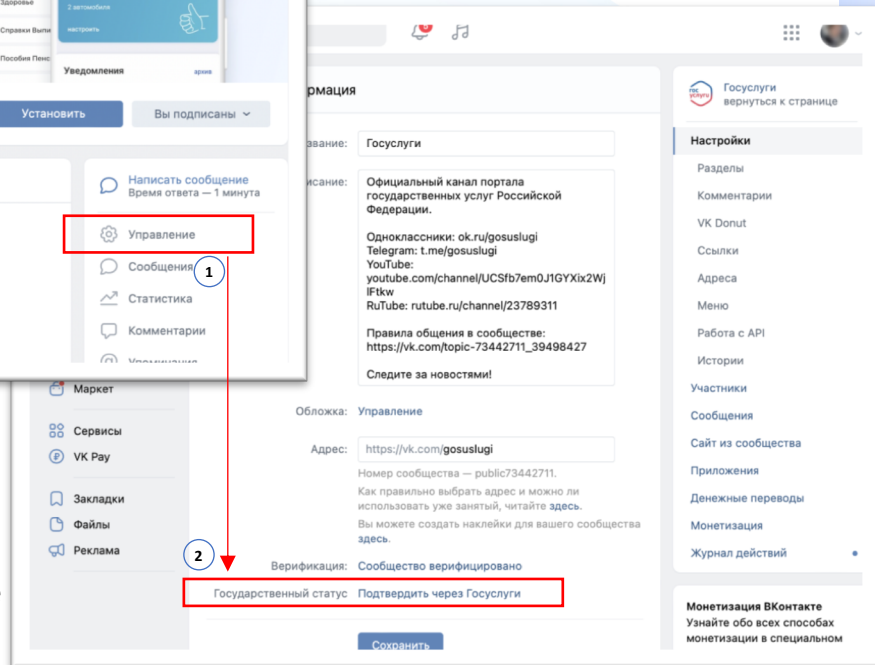 Здоровье
Справки Выпи
Пособия Пенс
2 автомобиля
настроить
Уведомления
архив
Установить
Вы подписаны
Написать сообщение
Время ответа — 1 минута
Управление
1
Сообщения
Статистика
Комментарии
Упоминания
Маркет
Сервисы
VK Pay
Закладки
Файлы
Реклама
рмация
звание: Госуслуги
исание: Официальный канал портала
государственных услуг Российской
Федерации.
Одноклассники: ok.ru/gosuslugi
Telegram: t.me/gosuslugi
YouTube:
youtube.com/channel/UCSfb7em0J1GYXix2Wj
lFtkw
RuTube: rutube.ru/channel/23789311
Правила общения в сообществе:
https://vk.com/topic-73442711_39498427
Следите за новостями!
Обложка: Управление
Адрес: https://vk.com/gosuslugi
Номер сообщества — public73442711.
Как правильно выбрать адрес и можно ли
использовать уже занятый, читайте здесь.
Вы можете создать наклейки для вашего сообщества
здесь.
2
Верификация: Сообщество верифицировано
Государственный статус Подтвердить через Госуслуги
Сохранить
госуслуги
Госуслуги
вернуться к странице
Настройки
Разделы
Комментарии
VK Donut
Ссылки
Адреса
Меню
Работа с API
Истории
Участники
Сообщения
Сайт из сообщества
Приложения
Денежные переводы
Монетизация
Журнал действий
Монетизация ВКонтакте
Узнайте обо всех способах
монетизации в специальном